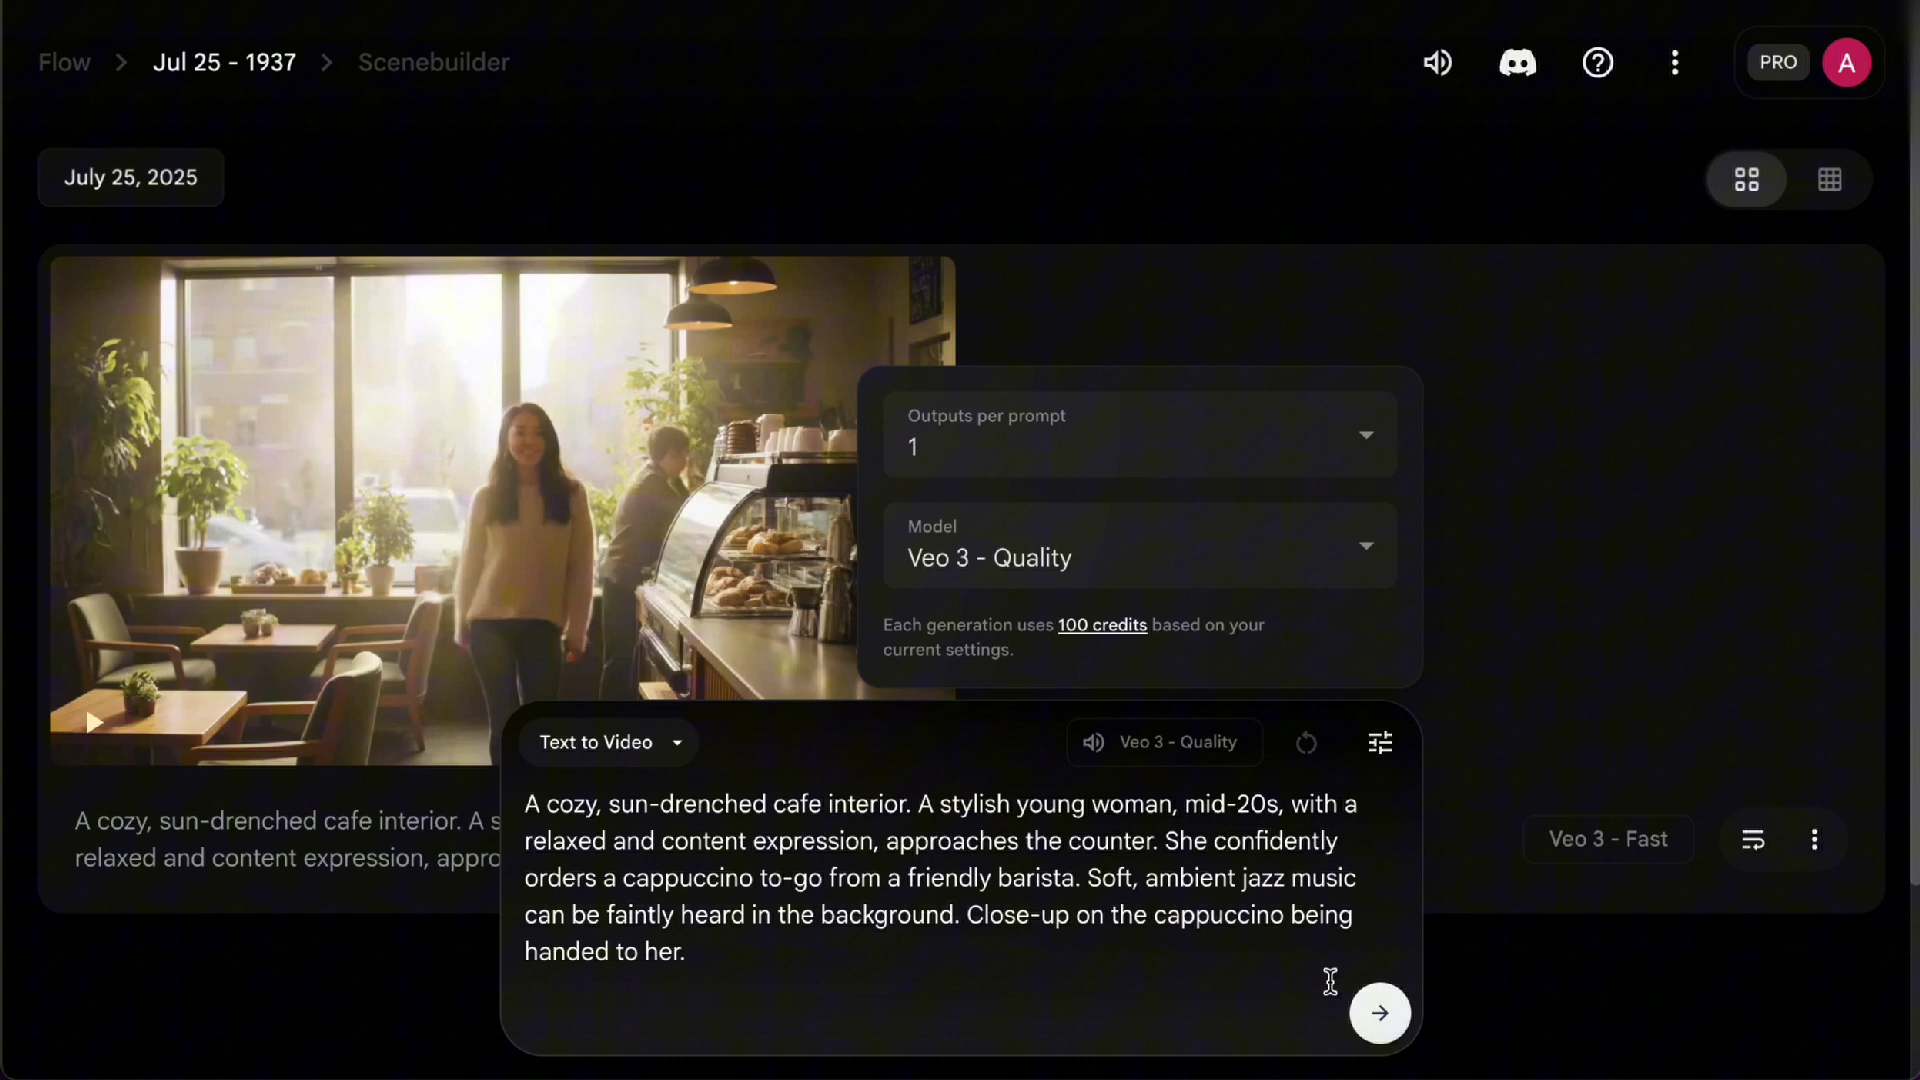 Flow > Jul 25 - 1937 > Scenebuilder
PRO
A
July 25, 2025
Outputs per prompt
1
Model
Veo 3 - Quality
Each generation uses 100 credits based on your
current settings.
Text to Video
Veo 3 - Quality
A cozy, sun-drenched cafe interior. A stylish young woman, mid-20s, with a
relaxed and content expression, approaches the counter. She confidently
orders a cappuccino to-go from a friendly barista. Soft, ambient jazz music
can be faintly heard in the background. Close-up on the cappuccino being
handed to her.
A cozy, sun-drenched cafe interior. A s
relaxed and content expression, appro
Veo 3 - Fast